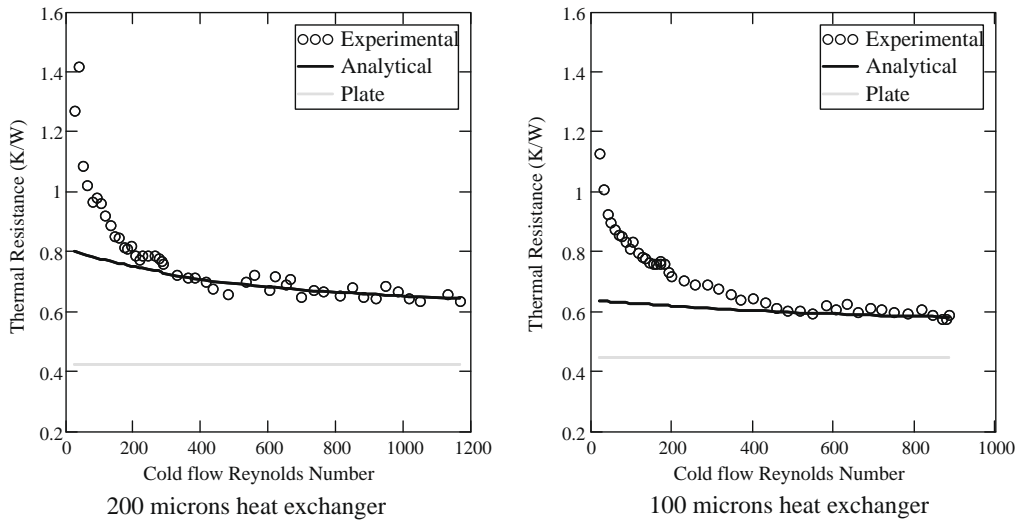 1.6
1.4
1.2
1
0.8
0.6
0.4
0.2
Thermal Resistance (K/W)
Experimental
Analytical
Plate
0 200 400 600 800 1000 1200
Cold flow Reynolds Number
200 microns heat exchanger
1.6
1.4
1.2
1
0.8
0.6
0.4
0.2
Thermal Resistance (K/W)
Experimental
Analytical
Plate
0 200 400 600 800 1000
Cold flow Reynolds Number
100 microns heat exchanger